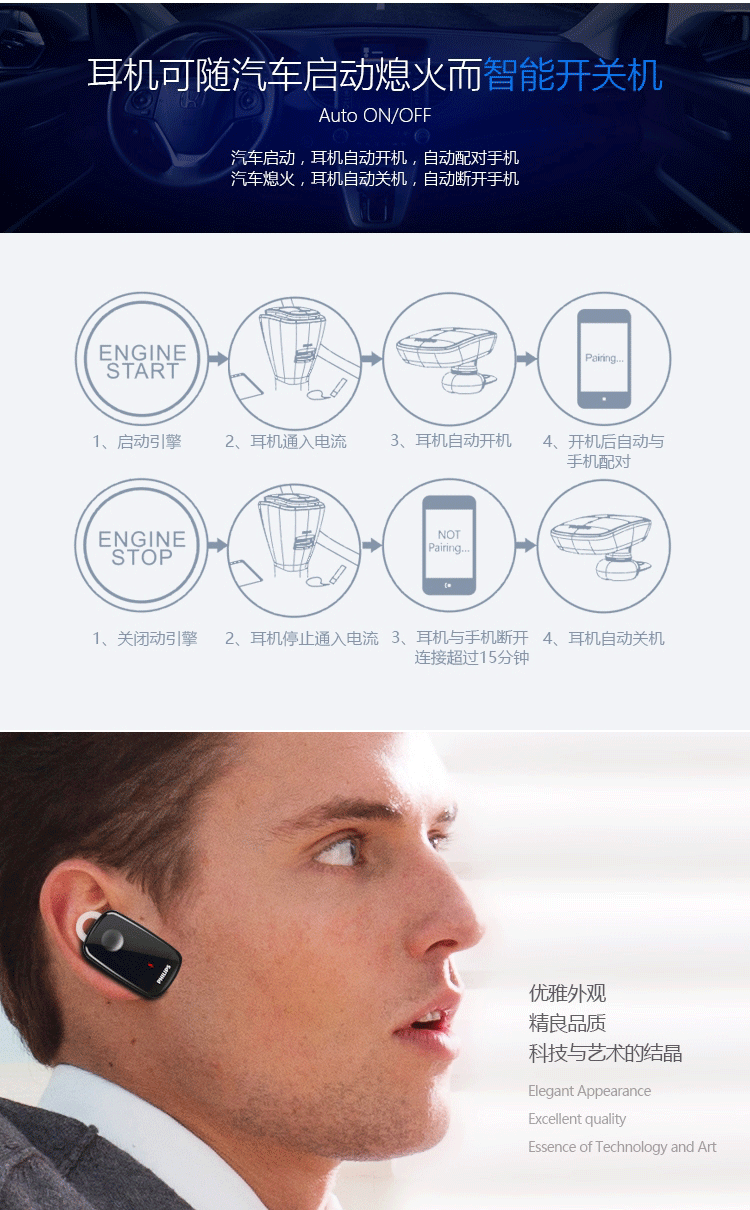 耳机可随汽车启动熄火而智能开关机
Auto ON/OFF
汽车启动，耳机自动开机，自动配对手机
汽车熄火，耳机自动关机，自动断开手机
ENGINE
START
Pairing...
1、启动引擎
2、耳机通入电流
3、耳机自动开机
4、开机后自动与
手机配对
ENGINE
STOP
NOT
Pairing...
1、关闭动引擎
2、耳机停止通入电流
3、耳机与手机断开
连接超过15分钟
4、耳机自动关机
PHILIPS
优雅外观
精良品质
科技与艺术的结晶
Elegant Appearance
Excellent quality
Essence of Technology and Art